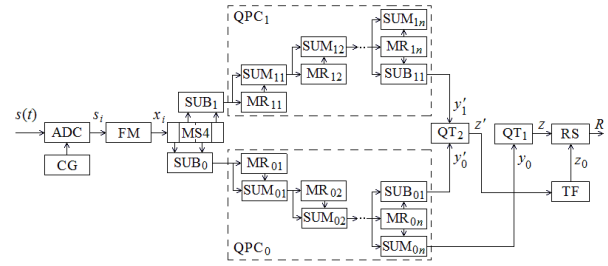 QPC₁
SUM₁ₙ
SUM₁₂ ... MR₁ₙ
SUM₁₁ MR₁₂ SUB₁₁
SUB₁ MR₁₁
y′₁
s(t) ADC sᵢ FM xᵢ MS4 QT₂ z′ QT₁ z RS R
CG SUB₀ y′₀ y₀ z₀
MR₀₁
SUM₀₁ MR₀₂ SUB₀₁ TF
SUM₀₂ ... MR₀ₙ
SUM₀ₙ
QPC₀